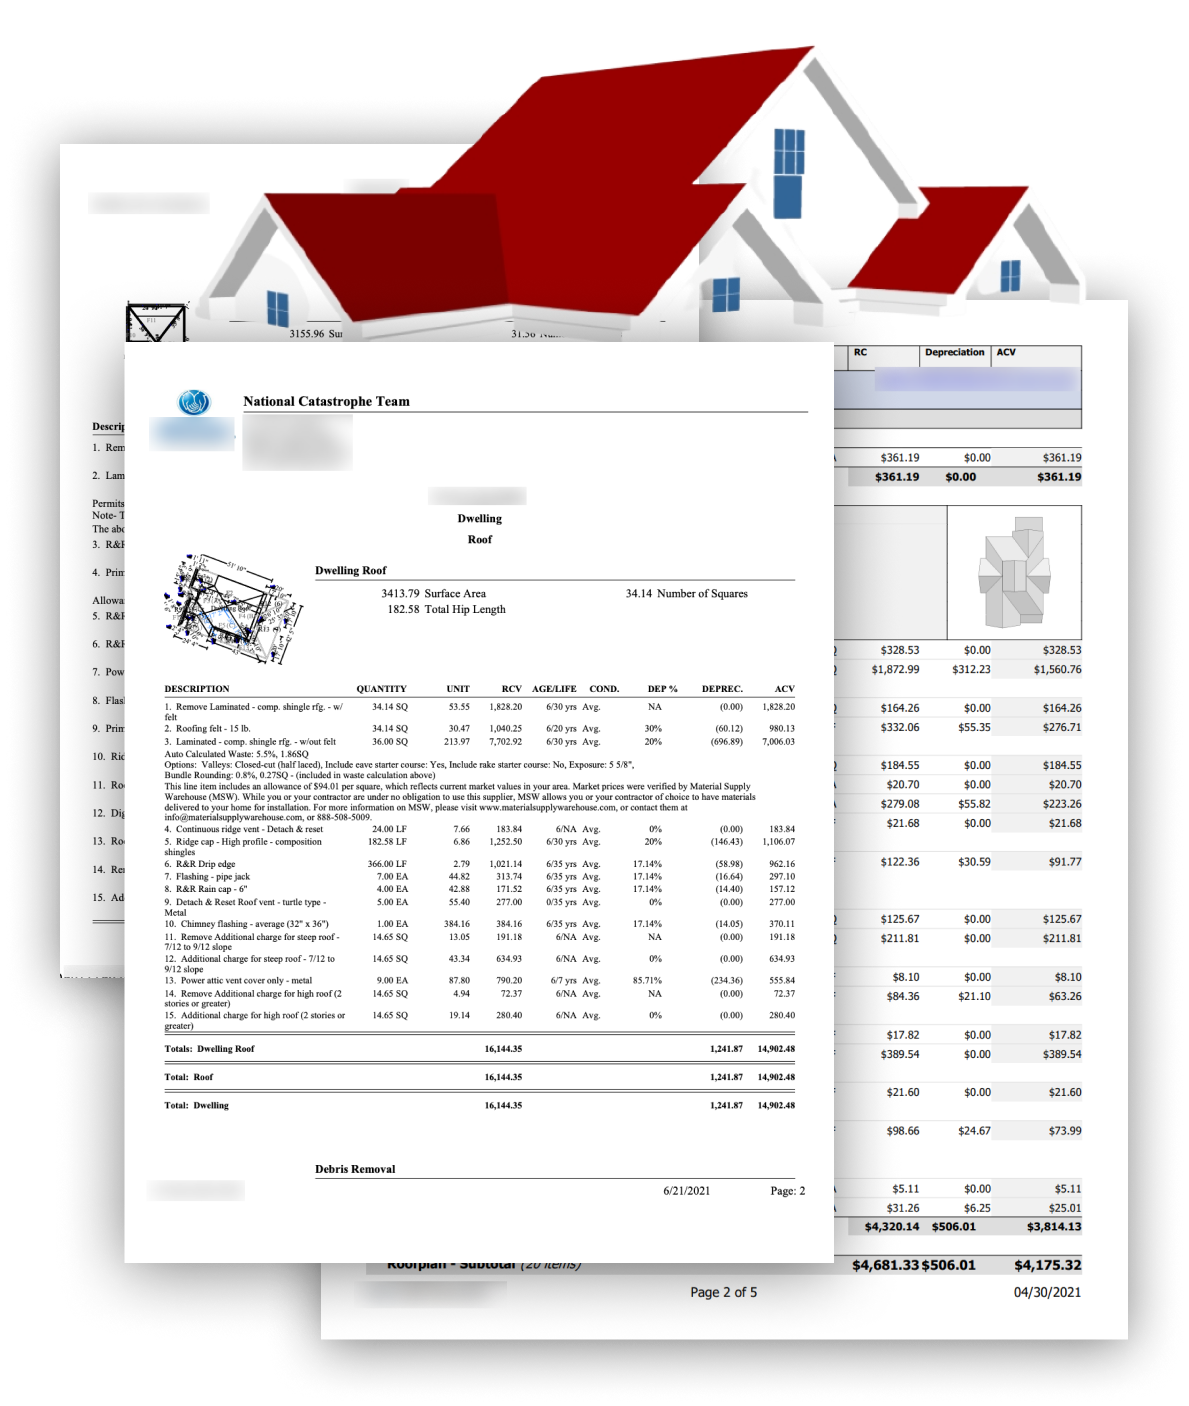 3155.96 Sur
31.56
Descrip
1. Rem
2. Lam
Permits
Note- T
The abo
3. R&R
4. Prim
Allowa
5. R&R
6. R&R
7. Pow
8. Flas
9. Prim
10. Rid
11. Ro
12. Dig
13. Ro
14. Re
15. Ad
National Catastrophe Team
Dwelling
Roof
Dwelling Roof
3413.79 Surface Area 34.14 Number of Squares
182.58 Total Hip Length
DESCRIPTION QUANTITY UNIT RCV AGE/LIFE COND. DEP % DEPREC. ACV
1. Remove Laminated - comp. shingle rfg. - w/ 34.14 SQ 53.55 1,828.20 6/30 yrs Avg. NA (0.00) 1,828.20
felt
2. Roofing felt - 15 lb. 34.14 SQ 30.47 1,040.25 6/20 yrs Avg. 30% (60.12) 980.13
3. Laminated - comp. shingle rfg. - w/out felt 36.00 SQ 213.97 7,702.92 6/30 yrs Avg. 20% (696.89) 7,006.03
Auto Calculated Waste: 5.5%, 1.86SQ
Options: Valleys: Closed-cut (half laced), Include eave starter course: Yes, Include rake starter course: No, Exposure: 5 5/8",
Bundle Rounding: 0.8%, 0.27SQ - (included in waste calculation above)
This line item includes an allowance of $94.01 per square, which reflects current market values in your area. Market prices were verified by Material Supply
Warehouse (MSW). While you or your contractor are under no obligation to use this supplier, MSW allows you or your contractor of choice to have materials
delivered to your home for installation. For more information on MSW, please visit www.materialsupplywarehouse.com, or contact them at
info@materialsupplywarehouse.com, or 888-508-5009.
4. Continuous ridge vent - Detach & reset 24.00 LF 7.66 183.84 6/NA Avg. 0% (0.00) 183.84
5. Ridge cap - High profile - composition 182.58 LF 6.86 1,252.50 6/30 yrs Avg. 20% (146.43) 1,106.07
shingles
6. R&R Drip edge 366.00 LF 2.79 1,021.14 6/35 yrs Avg. 17.14% (58.98) 962.16
7. Flashing - pipe jack 7.00 EA 44.82 313.74 6/35 yrs Avg. 17.14% (16.64) 297.10
8. R&R Rain cap - 6" 4.00 EA 42.88 171.52 6/35 yrs Avg. 17.14% (14.40) 157.12
9. Detach & Reset Roof vent - turtle type - 5.00 EA 55.40 277.00 0/35 yrs Avg. 0% (0.00) 277.00
Metal
10. Chimney flashing - average (32" x 36") 1.00 EA 384.16 384.16 6/35 yrs Avg. 17.14% (14.05) 370.11
11. Remove Additional charge for steep roof - 14.65 SQ 13.05 191.18 6/NA Avg. NA (0.00) 191.18
7/12 to 9/12 slope
12. Additional charge for steep roof - 7/12 to 14.65 SQ 43.34 634.93 6/NA Avg. 0% (0.00) 634.93
9/12 slope
13. Power attic vent cover only - metal 9.00 EA 87.80 790.20 6/7 yrs Avg. 85.71% (234.36) 555.84
14. Remove Additional charge for high roof (2 14.65 SQ 4.94 72.37 6/NA Avg. NA (0.00) 72.37
stories or greater)
15. Additional charge for high roof (2 stories or 14.65 SQ 19.14 280.40 6/NA Avg. 0% (0.00) 280.40
greater)
Totals: Dwelling Roof 16,144.35 1,241.87 14,902.48
Total: Roof 16,144.35 1,241.87 14,902.48
Total: Dwelling 16,144.35 1,241.87 14,902.48
Debris Removal
6/21/2021 Page: 2
RC Depreciation ACV
$361.19 $0.00 $361.19
$361.19 $0.00 $361.19
$328.53 $0.00 $328.53
$1,872.99 $312.23 $1,560.76
$164.26 $0.00 $164.26
$332.06 $55.35 $276.71
$184.55 $0.00 $184.55
$20.70 $0.00 $20.70
$279.08 $55.82 $223.26
$21.68 $0.00 $21.68
$122.36 $30.59 $91.77
$125.67 $0.00 $125.67
$211.81 $0.00 $211.81
$8.10 $0.00 $8.10
$84.36 $21.10 $63.26
$17.82 $0.00 $17.82
$389.54 $0.00 $389.54
$21.60 $0.00 $21.60
$98.66 $24.67 $73.99
$5.11 $0.00 $5.11
$31.26 $6.25 $25.01
$4,320.14 $506.01 $3,814.13
Roofplan - Subtotal (20 items) $4,681.33 $506.01 $4,175.32
Page 2 of 5 04/30/2021